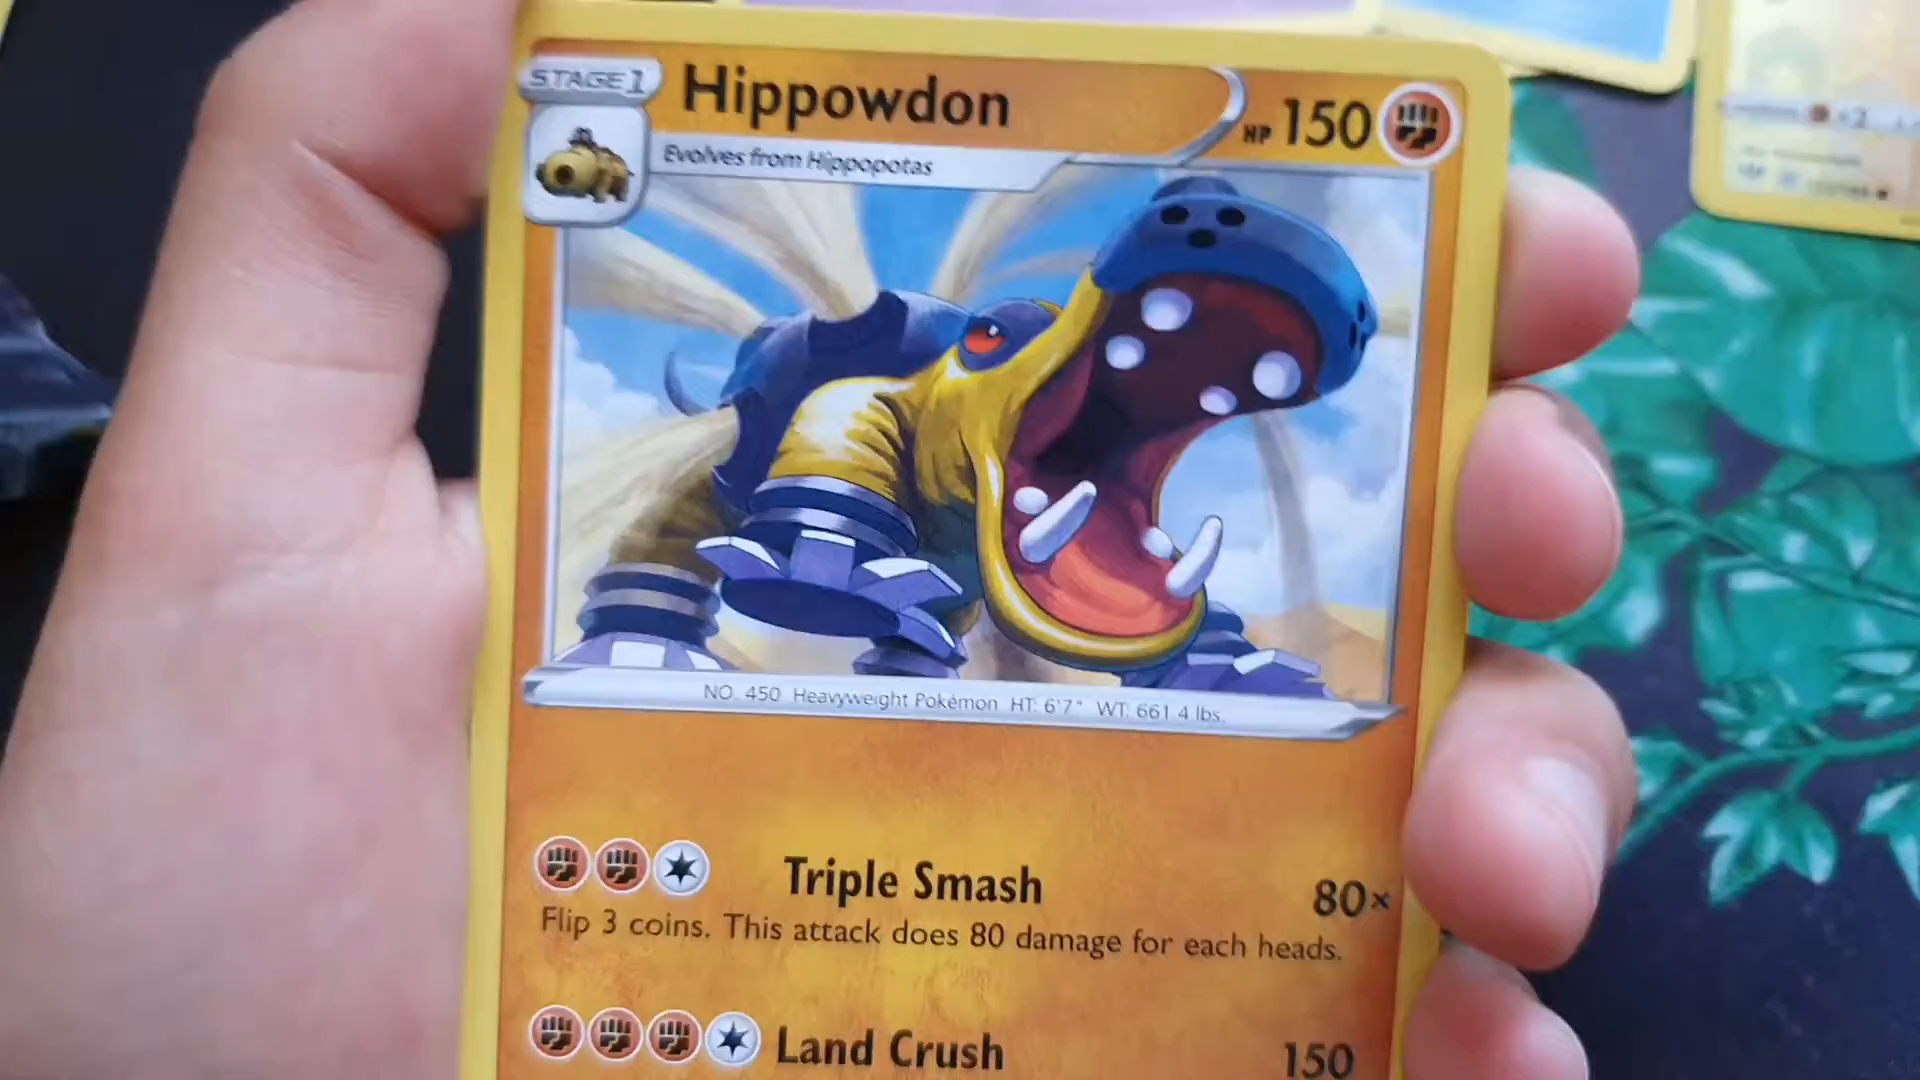 STAGE 1
Hippowdon
HP 150
Evolves from Hippopotas
NO. 450 Heavyweight Pokémon HT: 6'7" WT: 661.4 lbs.
Triple Smash 80×
Flip 3 coins. This attack does 80 damage for each heads.
Land Crush 150
×2